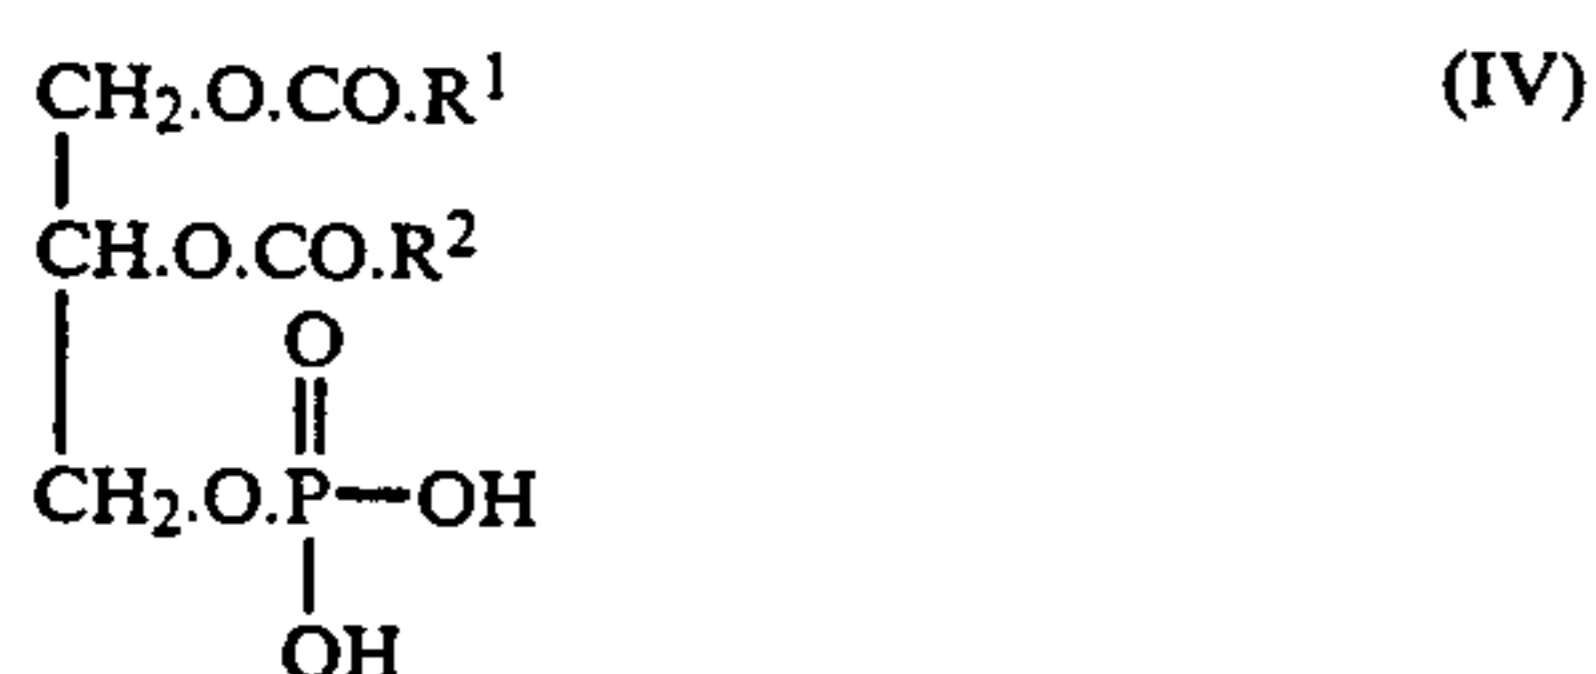 CH₂.O.CO.R¹ (IV)
CH.O.CO.R²
O
CH₂.O.P—OH
OH